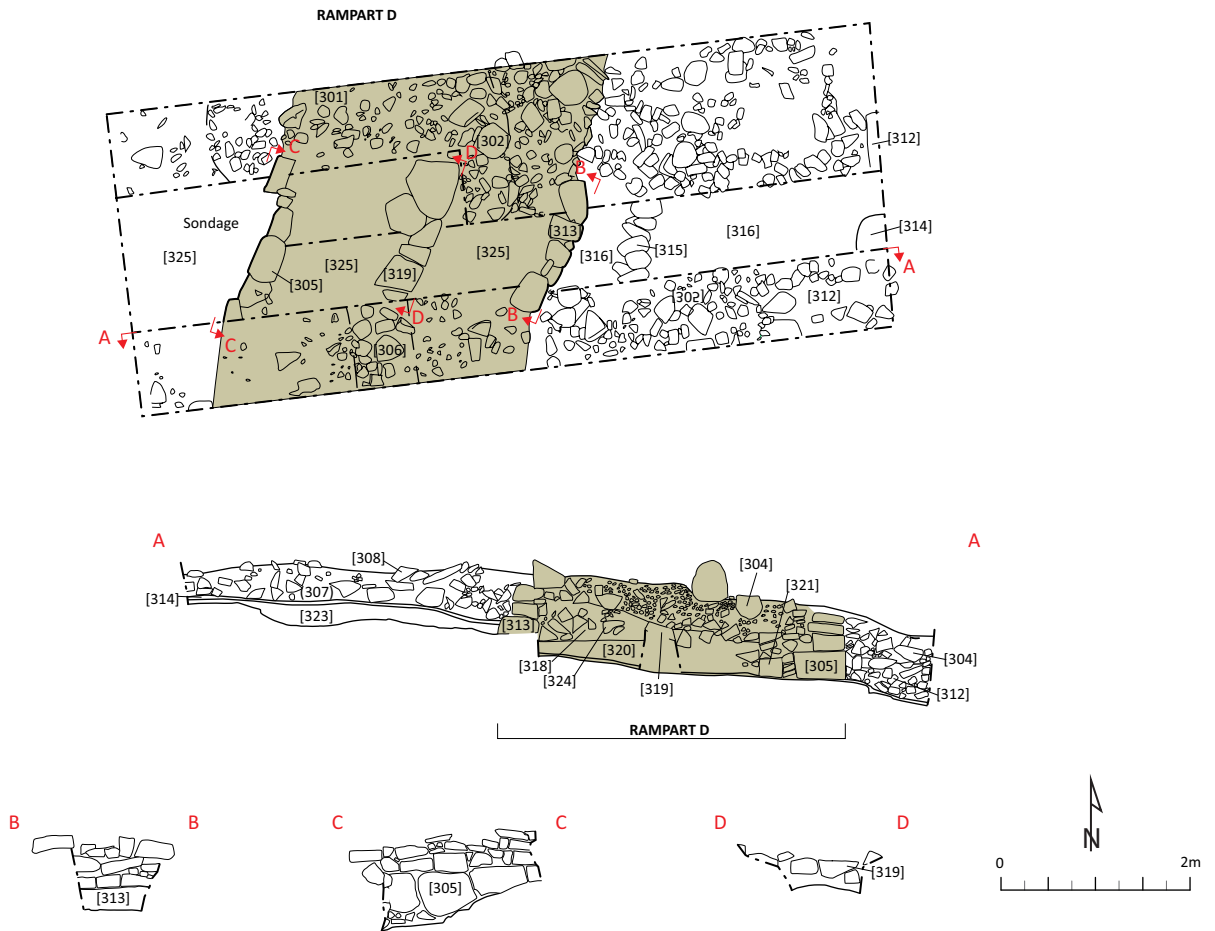 RAMPART D
[301]
[302]
[312]
C
D
B
Sondage
[313]
[316]
[314]
[325]
[325]
[325]
[316]
[315]
[305]
[319]
A
[302]
[312]
A
D
B
C
[306]
A
A
[308]
[304]
[321]
[307]
[314]
[323]
[313]
[320]
[318]
[305]
[304]
[324]
[319]
[312]
RAMPART D
B
B
C
C
D
D
[319]
[305]
[313]
N
0
2m